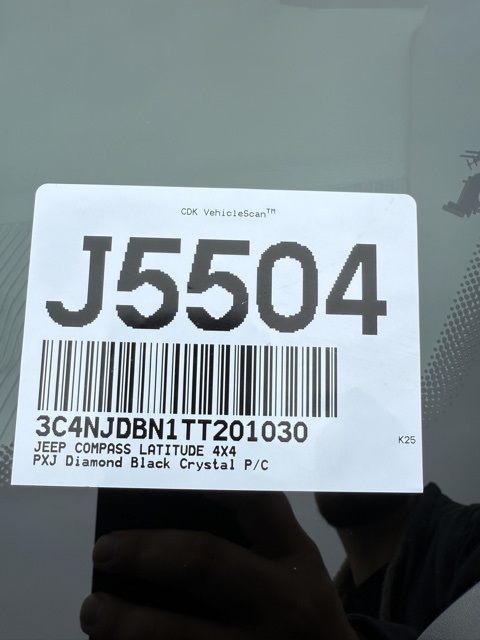 CDK VehicleScan™
J5504
3C4NJDBN1TT201030
K25
JEEP COMPASS LATITUDE 4X4
PXJ Diamond Black Crystal P/C